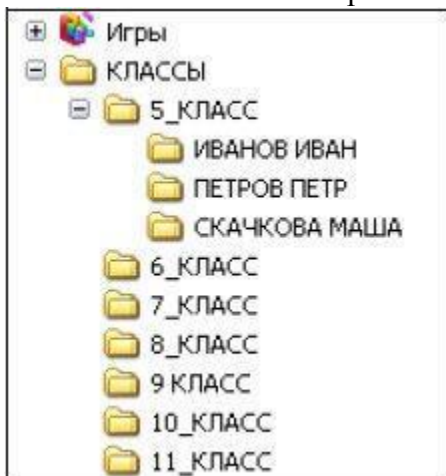 Игры
КЛАССЫ
5_КЛАСС
ИВАНОВ ИВАН
ПЕТРОВ ПЕТР
СКАЧКОВА МАША
6_КЛАСС
7_КЛАСС
8_КЛАСС
9 КЛАСС
10_КЛАСС
11_КЛАСС